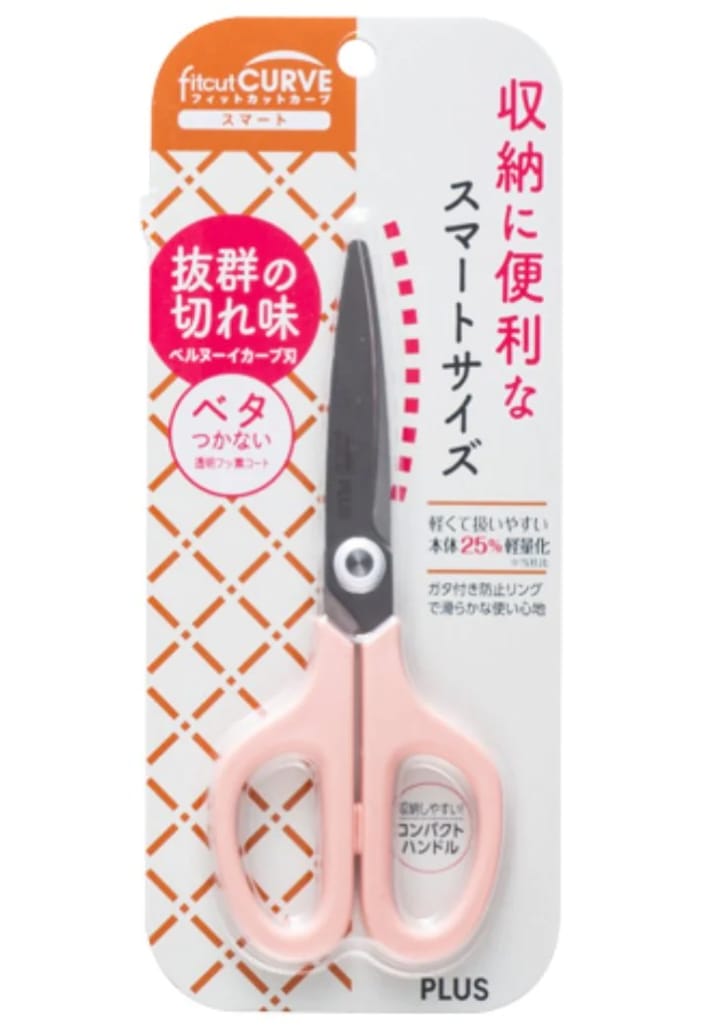 fitcut CURVE
フィットカットカーブ
スマート
収納に便利な
スマートサイズ
抜群の
切れ味
ベルヌーイカーブ刃
ベタ
つかない
透明フッ素コート
PLUS
軽くて扱いやすい
本体25%軽量化
※当社比
ガタ付き防止リング
で滑らかな使い心地
収納しやすい!
コンパクト
ハンドル
PLUS